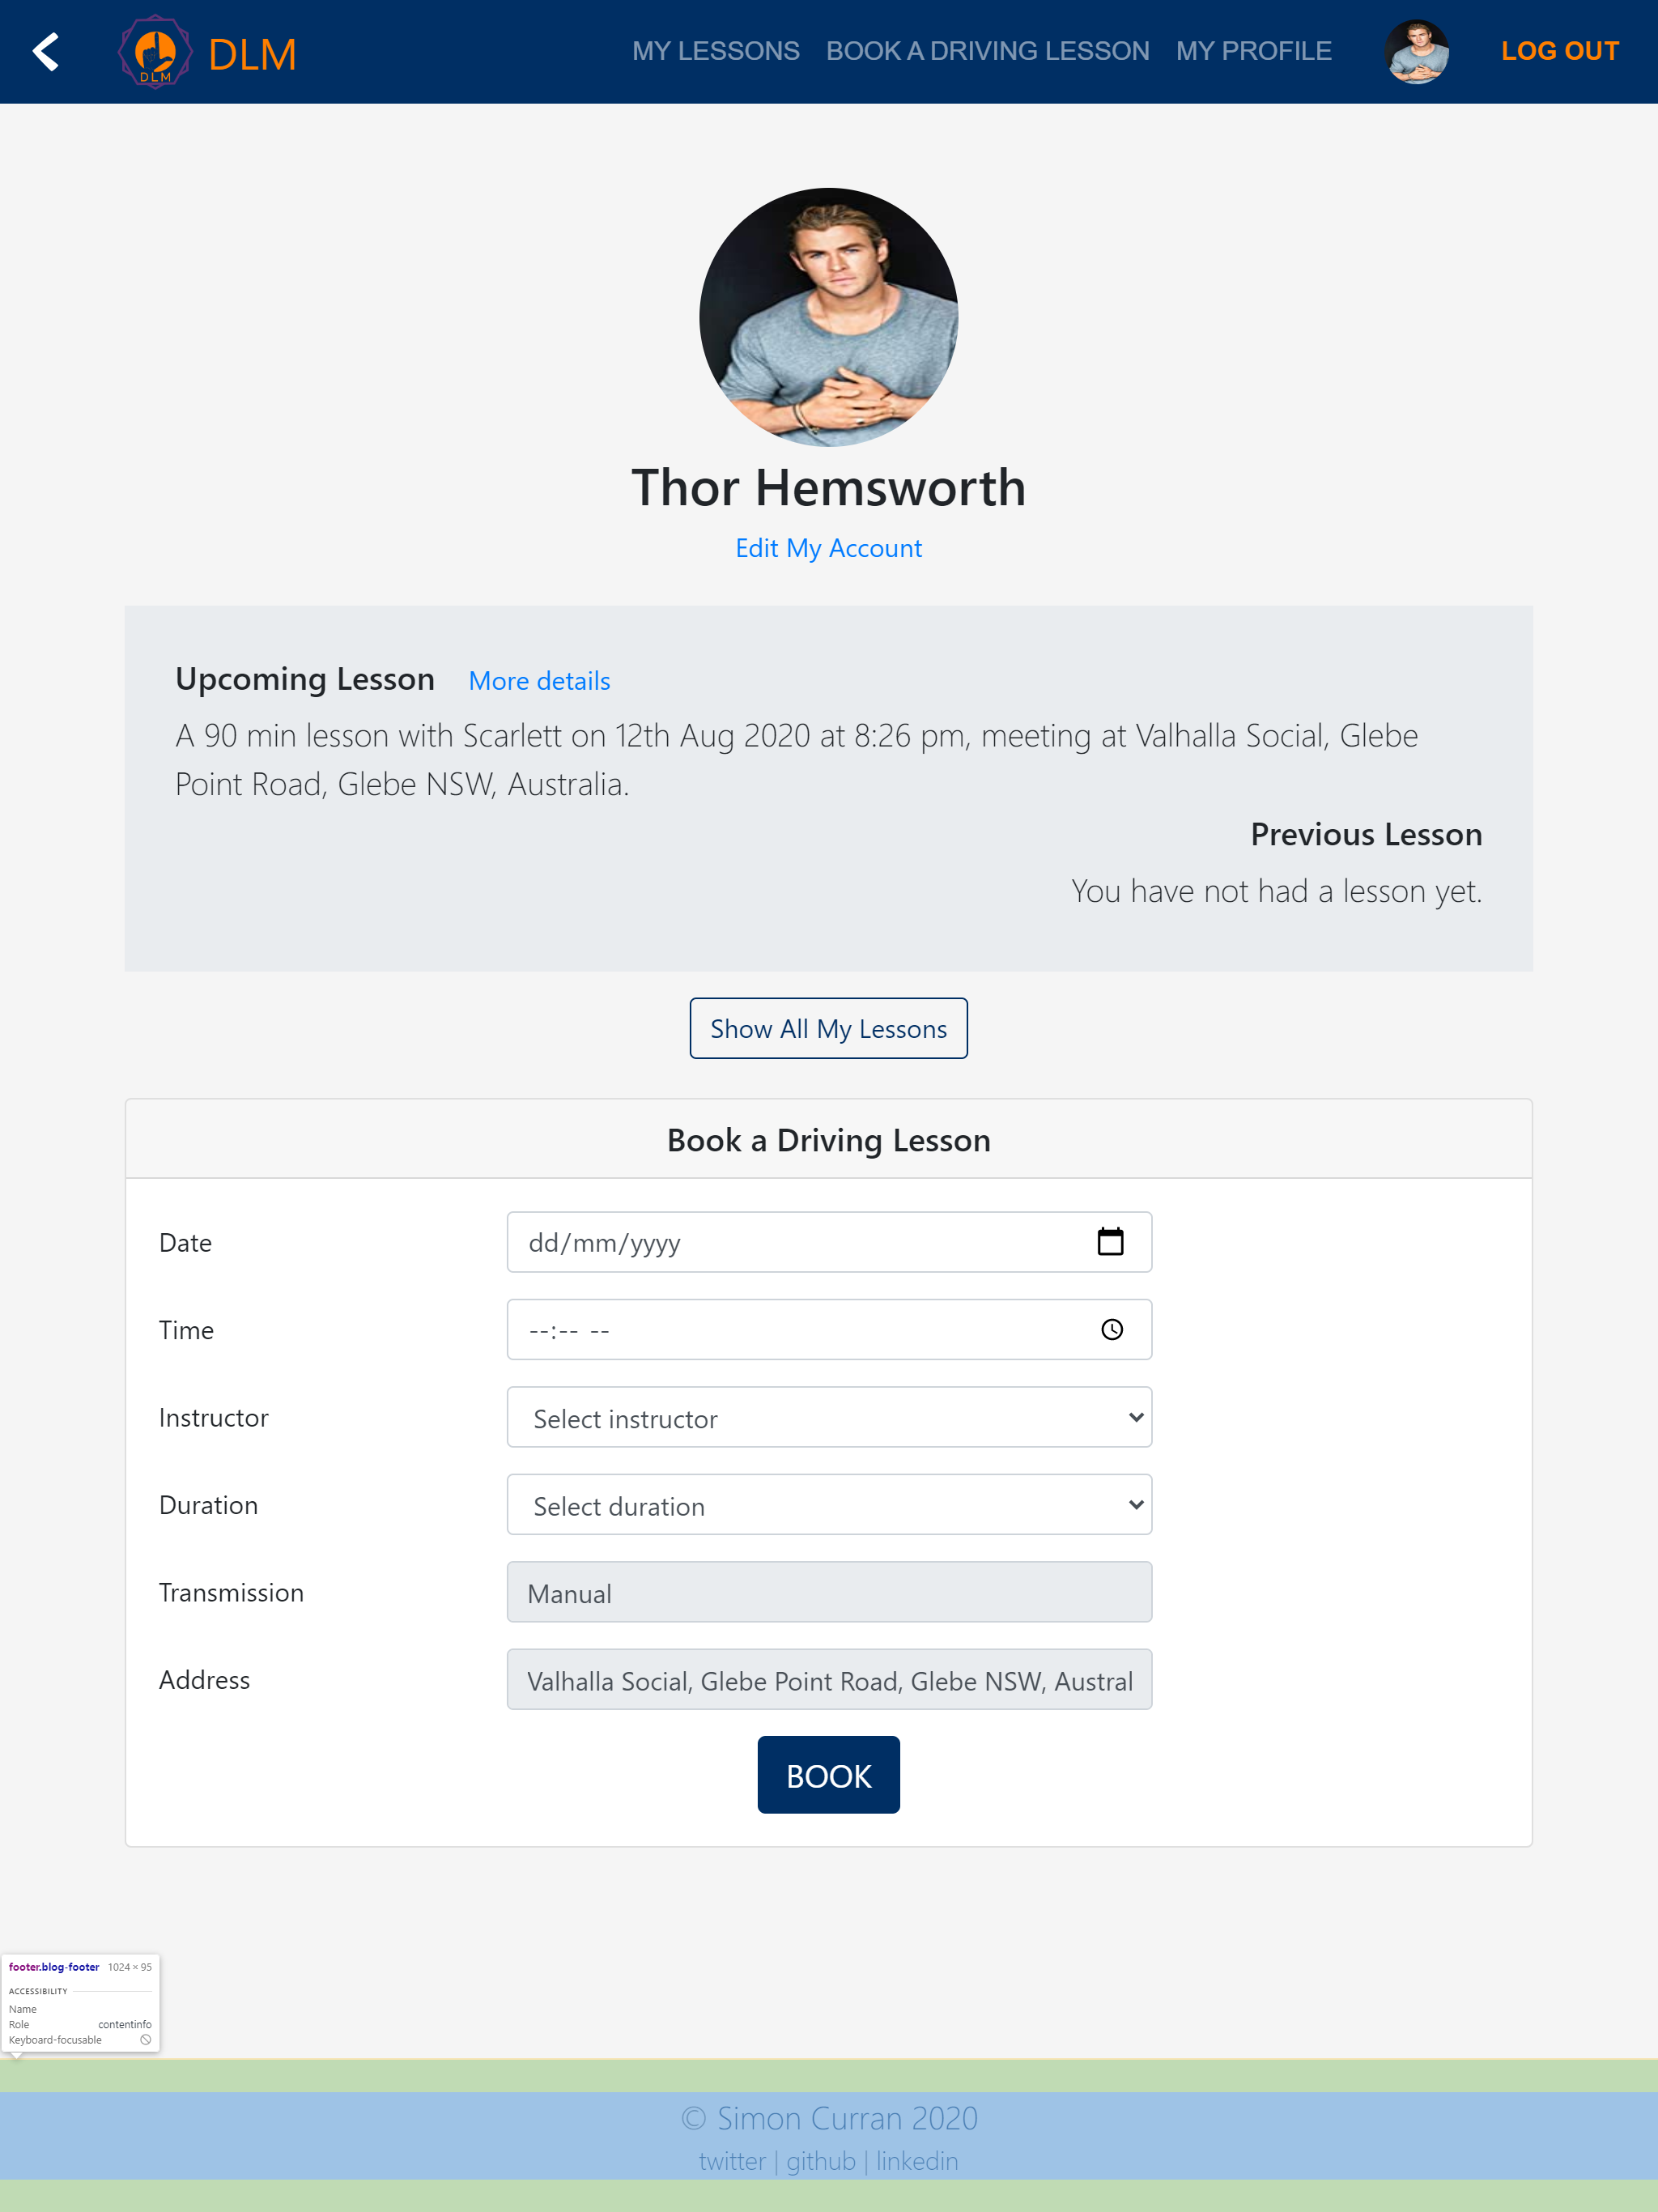 DLM
DLM
MY LESSONS
BOOK A DRIVING LESSON
MY PROFILE
LOG OUT
Thor Hemsworth
Edit My Account
Upcoming Lesson More details
A 90 min lesson with Scarlett on 12th Aug 2020 at 8:26 pm, meeting at Valhalla Social, Glebe
Point Road, Glebe NSW, Australia.
Previous Lesson
You have not had a lesson yet.
Show All My Lessons
Book a Driving Lesson
Date
dd/mm/yyyy
Time
--:-- --
Instructor
Select instructor
Duration
Select duration
Transmission
Manual
Address
Valhalla Social, Glebe Point Road, Glebe NSW, Austral
BOOK
footer.blog-footer 1024 × 95
ACCESSIBILITY
Name
Role contentinfo
Keyboard-focusable
© Simon Curran 2020
twitter | github | linkedin